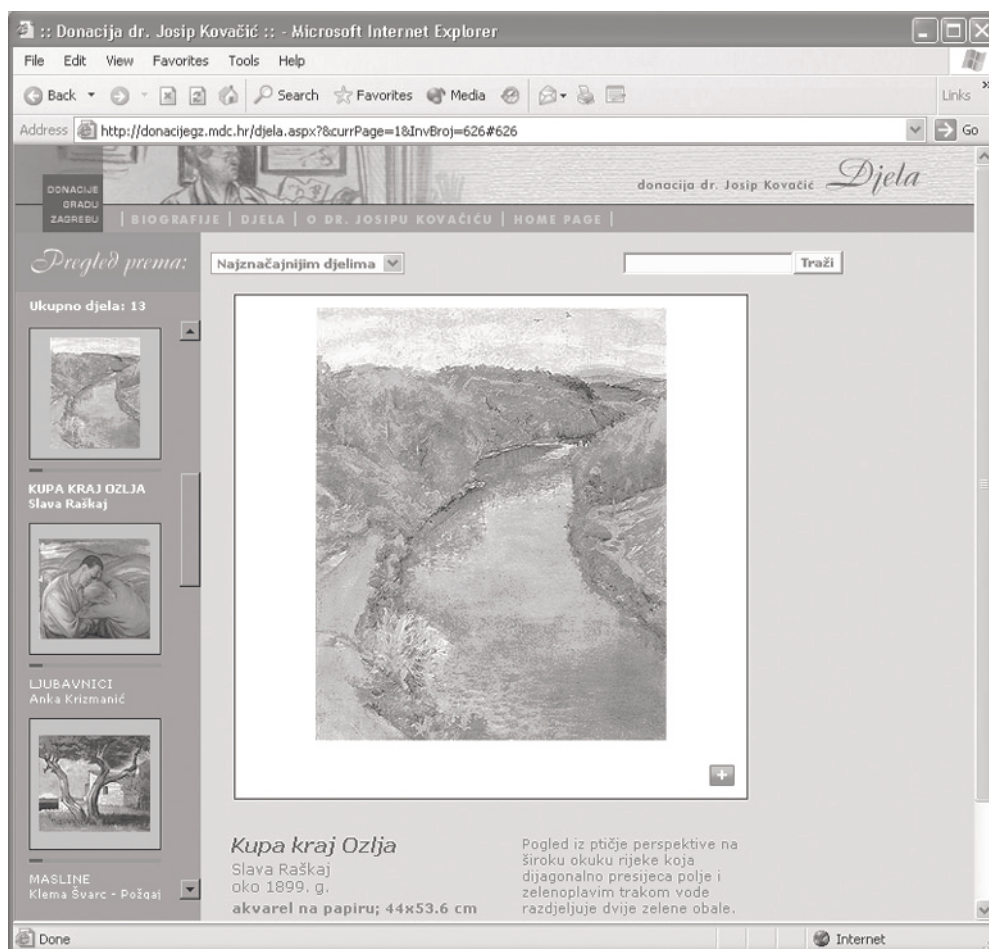 :: Donacija dr. Josip Kovačić :: - Microsoft Internet Explorer
File Edit View Favorites Tools Help
Back Search Favorites Media Links
Address http://donacijegz.mdc.hr/djela.aspx?&currPage=1&InvBroj=626#626 Go
DONACIJE
GRADU
ZAGREBU
donacija dr. Josip Kovačić Djela
| BIOGRAFIJE | DJELA | O DR. JOSIPU KOVAČIĆU | HOME PAGE |
Pregled prema:
Najznačajnijim djelima Traži
Ukupno djela: 13
KUPA KRAJ OZLJA
Slava Raškaj
LJUBAVNICI
Anka Krizmanić
MASLINE
Klema Švarc - Požgaj
Kupa kraj Ozlja
Slava Raškaj
oko 1899. g.
akvarel na papiru; 44x53.6 cm
Pogled iz ptičje perspektive na
široku okuku rijeke koja
dijagonalno presijeca polje i
zelenoplavim trakom vode
razdjeljuje dvije zelene obale.
Done Internet